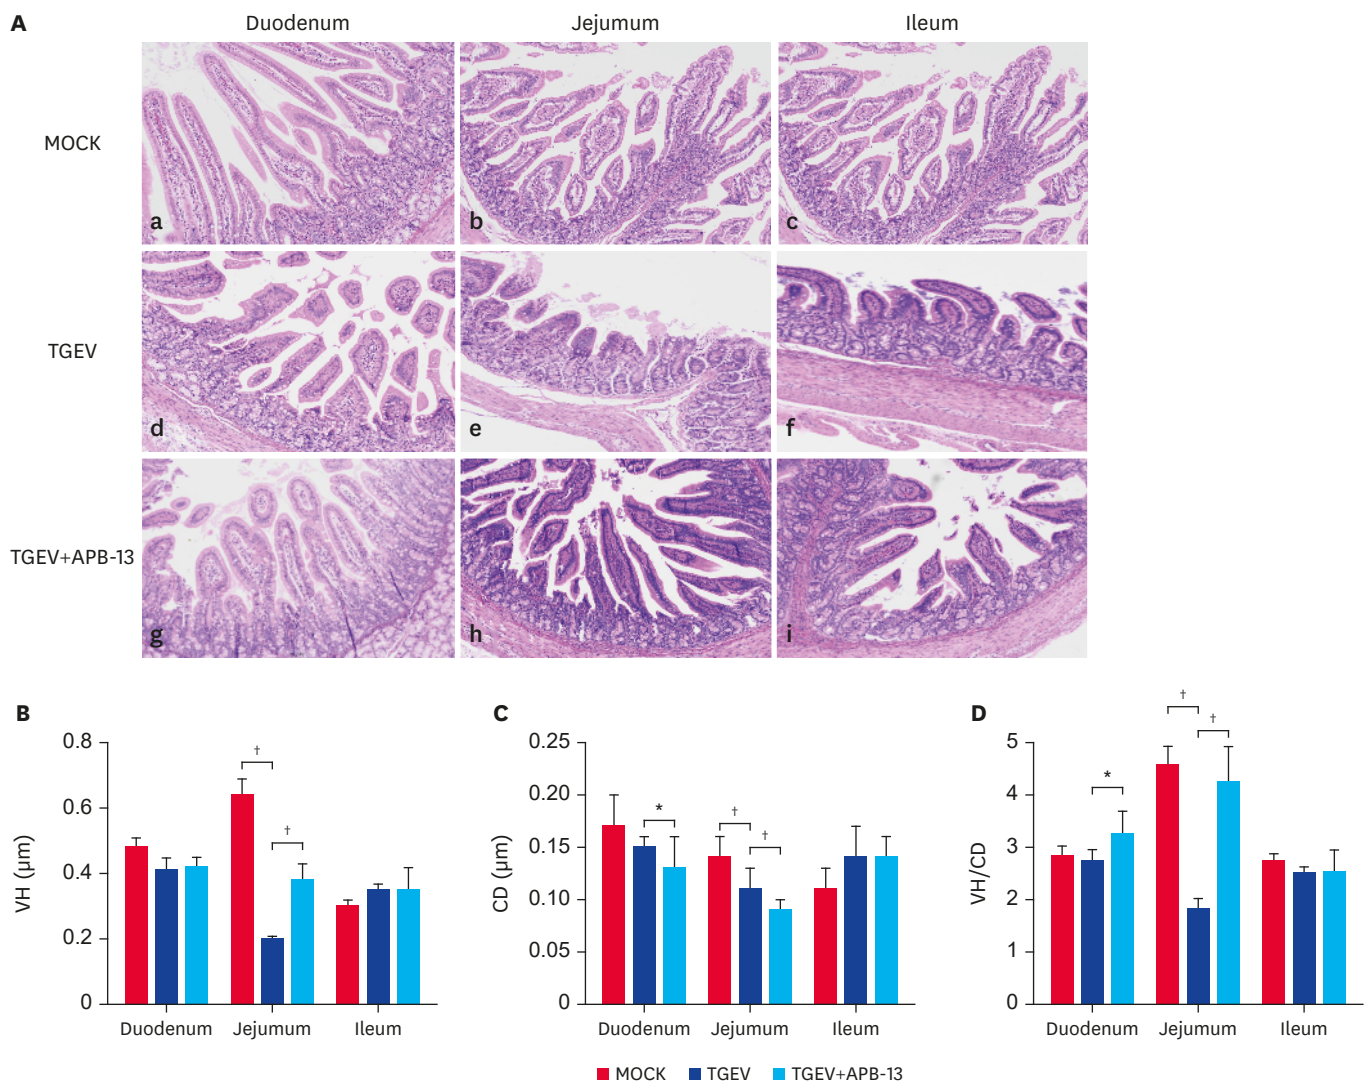 A
Duodenum Jejumum Ileum
MOCK
a b c
TGEV
d e f
TGEV+APB-13
g h i
B
VH (µm)
0.8
0.6
0.4
0.2
0
†
†
Duodenum Jejumum Ileum
C
CD (µm)
0.25
0.20
0.15
0.10
0.05
0
*
†
†
Duodenum Jejumum Ileum
D
VH/CD
5
4
3
2
1
0
*
†
†
Duodenum Jejumum Ileum
MOCK TGEV TGEV+APB-13